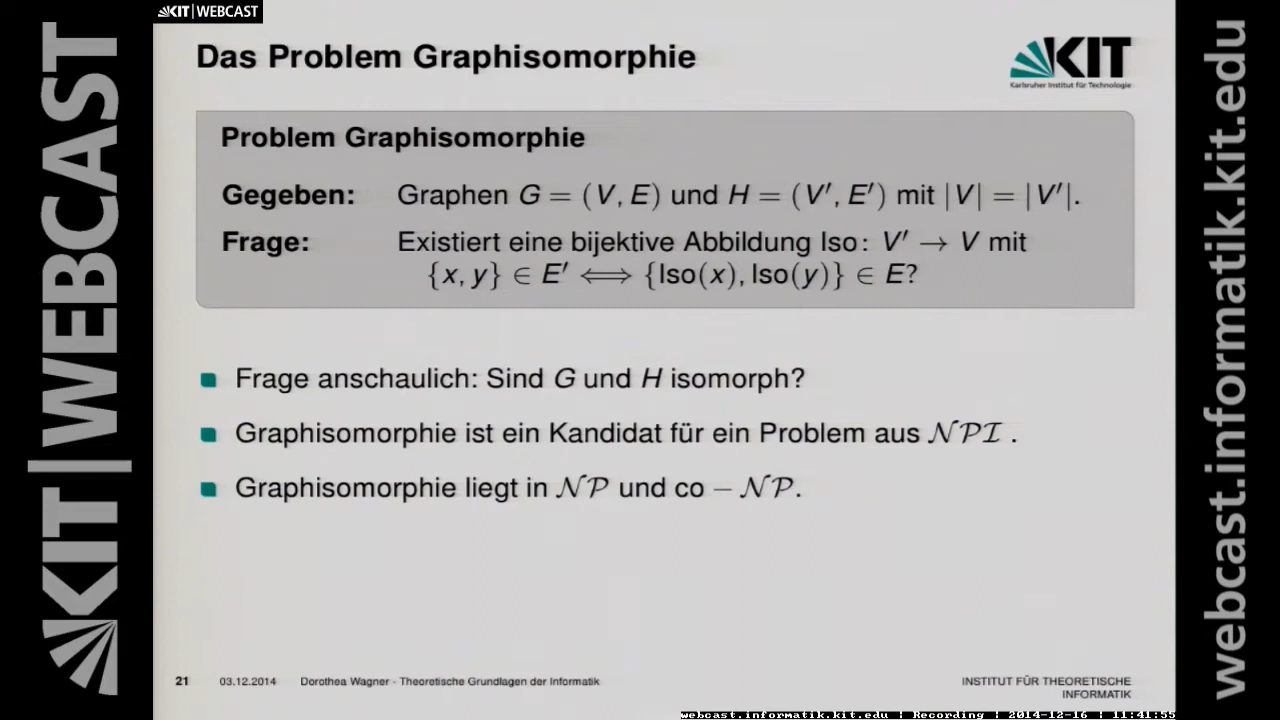 KIT | WEBCAST
Das Problem Graphisomorphie
KIT
Karlsruher Institut für Technologie
Problem Graphisomorphie
Gegeben: Graphen G = (V, E) und H = (V′, E′) mit |V| = |V′|.
Frage: Existiert eine bijektive Abbildung Iso: V′ → V mit
{x, y} ∈ E′ ⟺ {Iso(x), Iso(y)} ∈ E?
Frage anschaulich: Sind G und H isomorph?
Graphisomorphie ist ein Kandidat für ein Problem aus 𝒩𝒫ℐ .
Graphisomorphie liegt in 𝒩𝒫 und co − 𝒩𝒫.
21 03.12.2014 Dorothea Wagner - Theoretische Grundlagen der Informatik
INSTITUT FÜR THEORETISCHE
INFORMATIK
webcast.informatik.kit.edu | Recording | 2014-12-16 | 11:41:55
KIT | WEBCAST
webcast.informatik.kit.edu